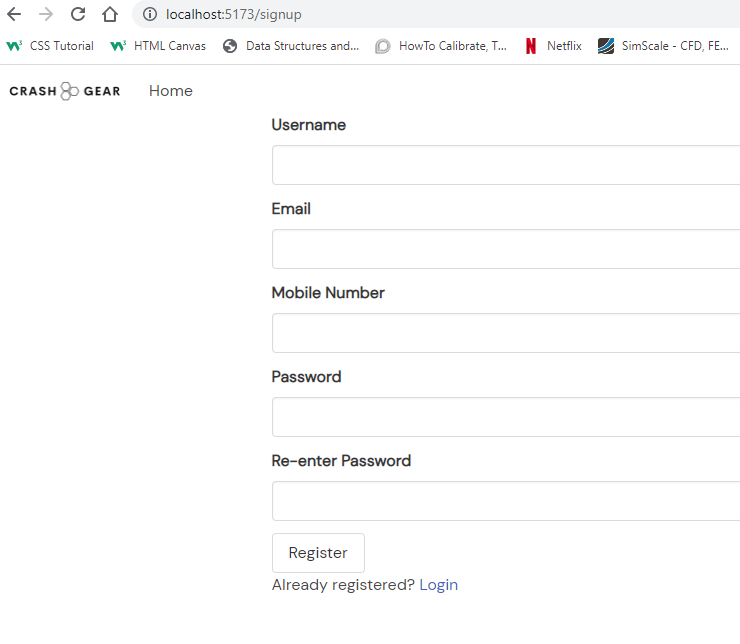 localhost:5173/signup
CSS Tutorial HTML Canvas Data Structures and... HowTo Calibrate, T... Netflix SimScale - CFD, FE...
CRASH GEAR Home
Username
Email
Mobile Number
Password
Re-enter Password
Register
Already registered? Login